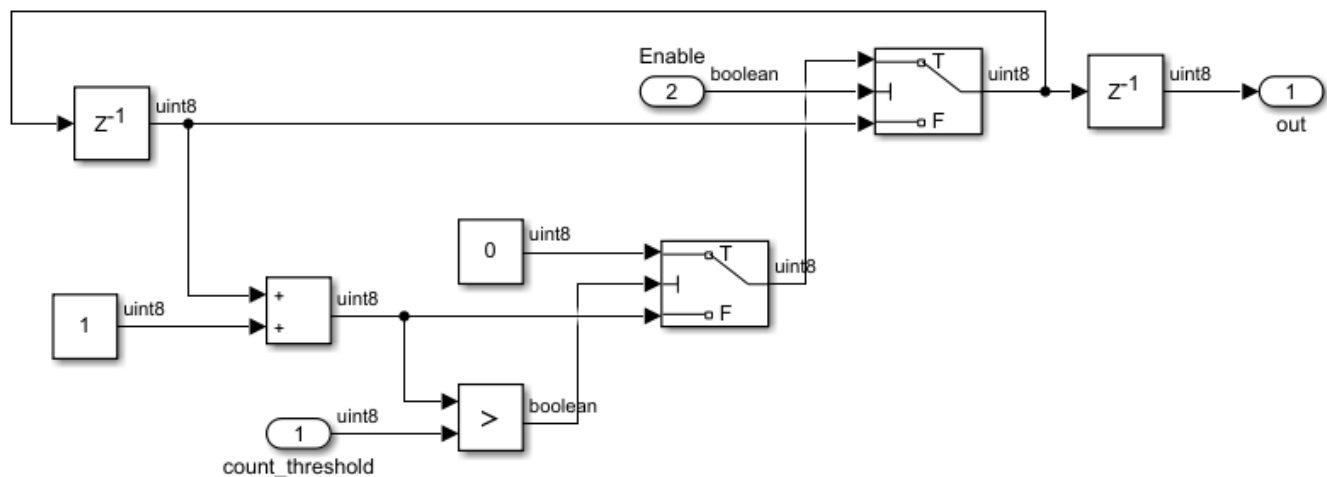 Enable
boolean
2
T
F
uint8
Z-1
uint8
1
out
uint8
Z-1
0
uint8
T
F
uint8
1
uint8
+
+
uint8
>
boolean
1
uint8
count_threshold